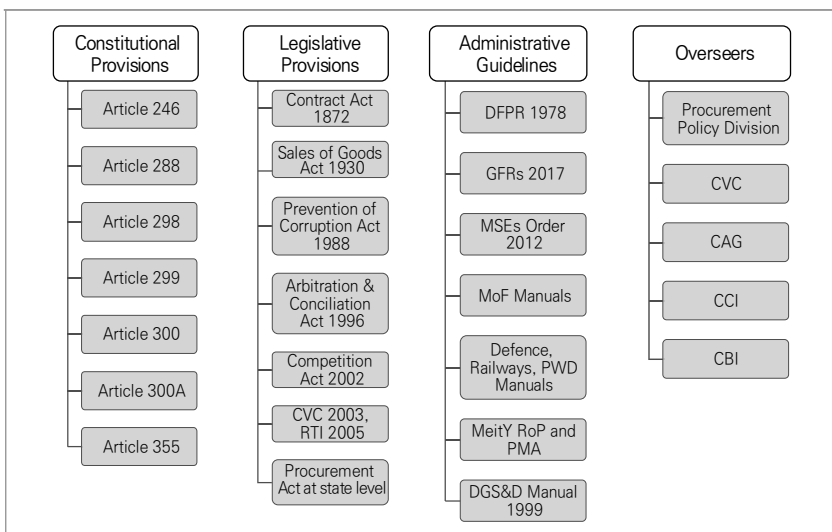 Constitutional
Provisions
Article 246
Article 288
Article 298
Article 299
Article 300
Article 300A
Article 355
Legislative
Provisions
Contract Act
1872
Sales of Goods
Act 1930
Prevention of
Corruption Act
1988
Arbitration &
Conciliation
Act 1996
Competition
Act 2002
CVC 2003,
RTI 2005
Procurement
Act at state level
Administrative
Guidelines
DFPR 1978
GFRs 2017
MSEs Order
2012
MoF Manuals
Defence,
Railways, PWD
Manuals
MeitY RoP and
PMA
DGS&D Manual
1999
Overseers
Procurement
Policy Division
CVC
CAG
CCI
CBI